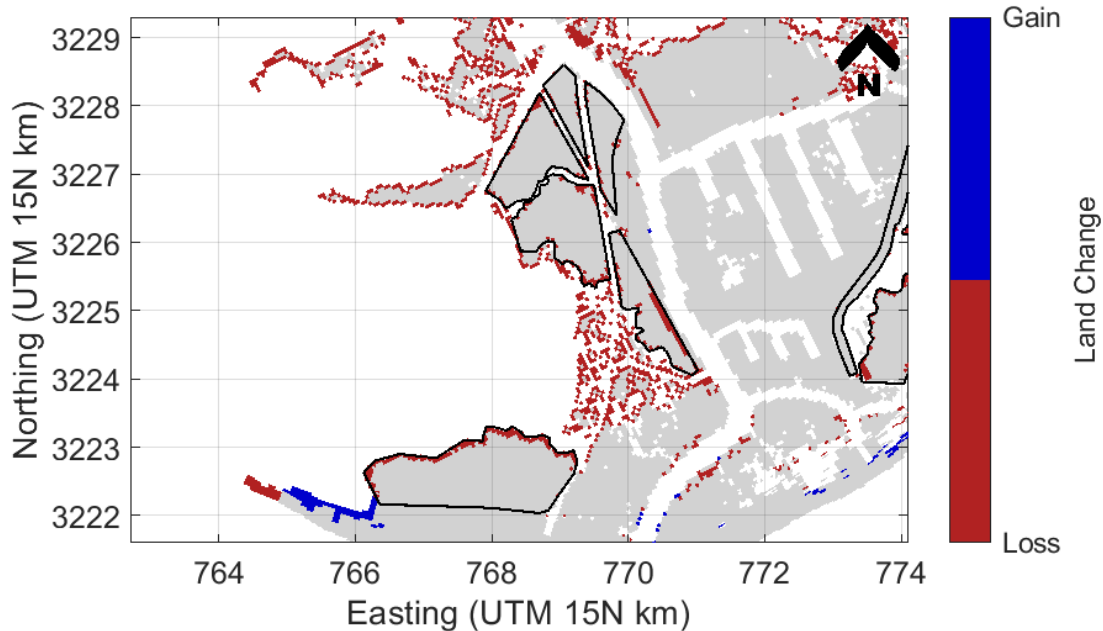 3229
3228
3227
3226
3225
3224
3223
3222
Northing (UTM 15N km)
764
766
768
770
772
774
Easting (UTM 15N km)
N
Gain
Loss
Land Change